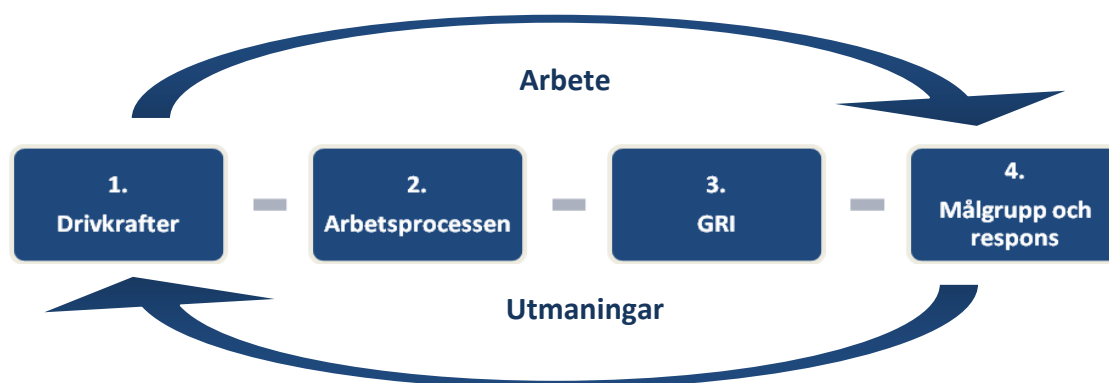 Arbete
1.
Drivkrafter
2.
Arbetsprocessen
3.
GRI
4.
Målgrupp och
respons
Utmaningar